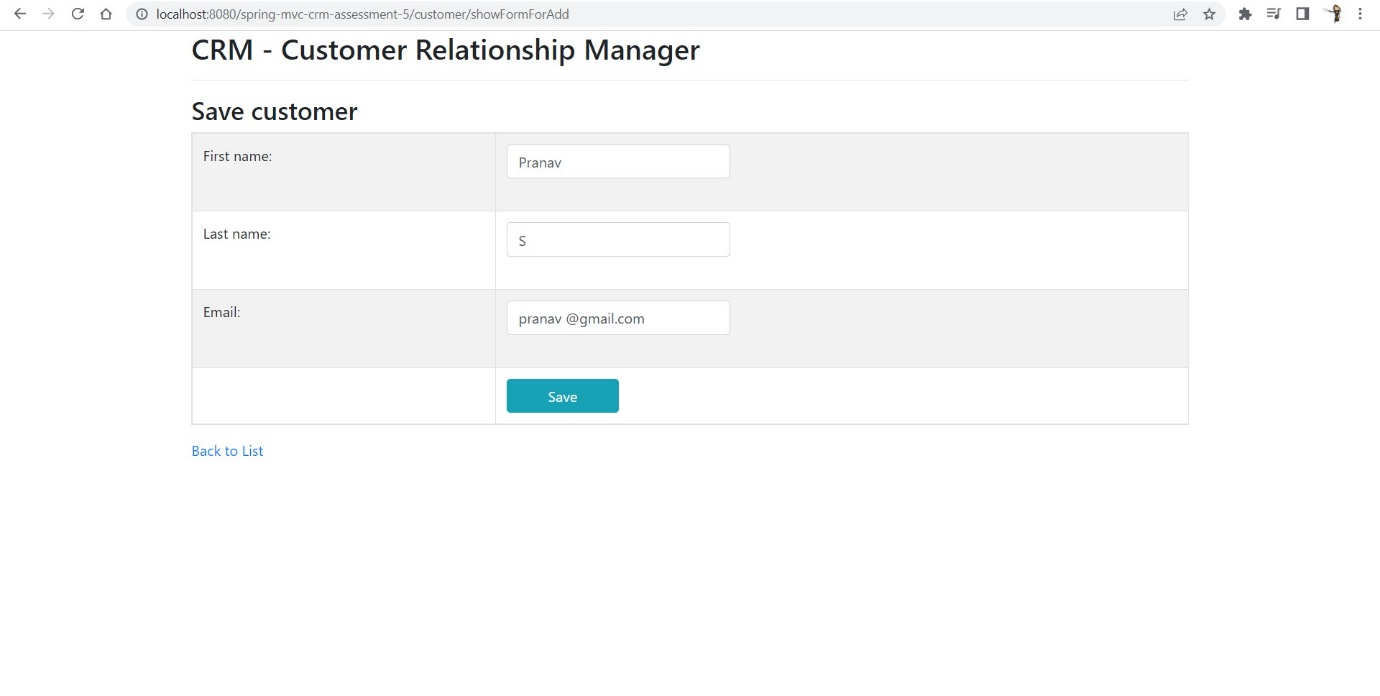 localhost:8080/spring-mvc-crm-assessment-5/customer/showFormForAdd
CRM - Customer Relationship Manager
Save customer
First name: Pranav
Last name: S
Email: pranav @gmail.com
Save
Back to List